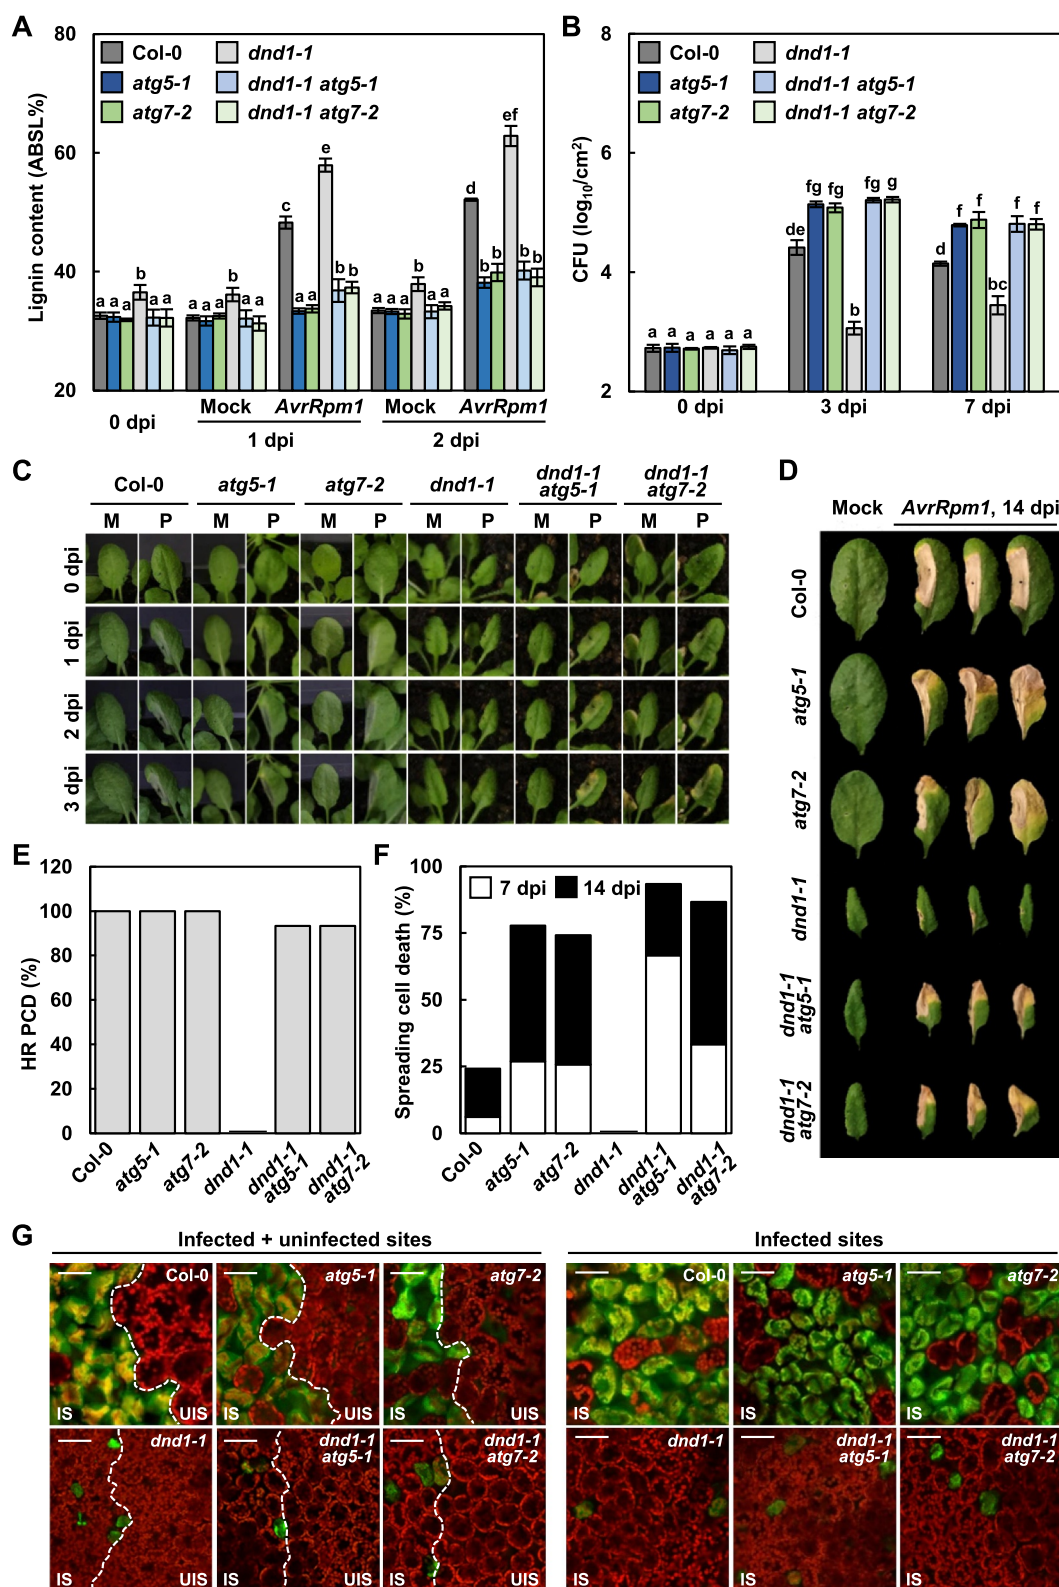 A
80
60
40
20
Lignin content (ABSL%)
Col-0
atg5-1
atg7-2
dnd1-1
dnd1-1 atg5-1
dnd1-1 atg7-2
a a a b a a
a a a b a a
c a a e b b
a a a b a a
d b b ef b b
Mock AvrRpm1 Mock AvrRpm1
0 dpi 1 dpi 2 dpi
B
8
6
4
2
CFU (log10/cm2)
Col-0
atg5-1
atg7-2
dnd1-1
dnd1-1 atg5-1
dnd1-1 atg7-2
a a a a a a
de fg fg b fg g
d f f bc f f
0 dpi 3 dpi 7 dpi
C
Col-0 atg5-1 atg7-2 dnd1-1 dnd1-1 atg5-1 dnd1-1 atg7-2
M P M P M P M P M P M P
0 dpi
1 dpi
2 dpi
3 dpi
D
Mock AvrRpm1, 14 dpi
Col-0
atg5-1
atg7-2
dnd1-1
dnd1-1 atg5-1
dnd1-1 atg7-2
E
120
100
80
60
40
20
0
HR PCD (%)
Col-0 atg5-1 atg7-2 dnd1-1 dnd1-1 atg5-1 dnd1-1 atg7-2
F
100
75
50
25
0
Spreading cell death (%)
7 dpi 14 dpi
Col-0 atg5-1 atg7-2 dnd1-1 dnd1-1 atg5-1 dnd1-1 atg7-2
G
Infected + uninfected sites Infected sites
Col-0 atg5-1 atg7-2 Col-0 atg5-1 atg7-2
IS UIS IS UIS IS UIS IS IS IS
dnd1-1 dnd1-1 atg5-1 dnd1-1 atg7-2 dnd1-1 dnd1-1 atg5-1 dnd1-1 atg7-2
IS UIS IS UIS IS UIS IS IS IS